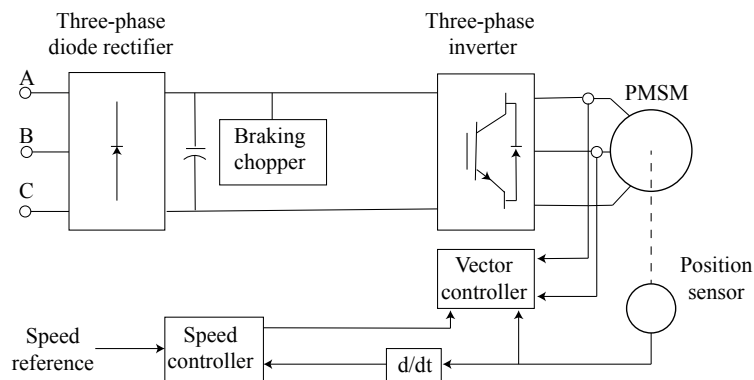 Three-phase
diode rectifier
Three-phase
inverter
A
B
C
Braking
chopper
PMSM
Vector
controller
Position
sensor
Speed
reference
Speed
controller
d/dt